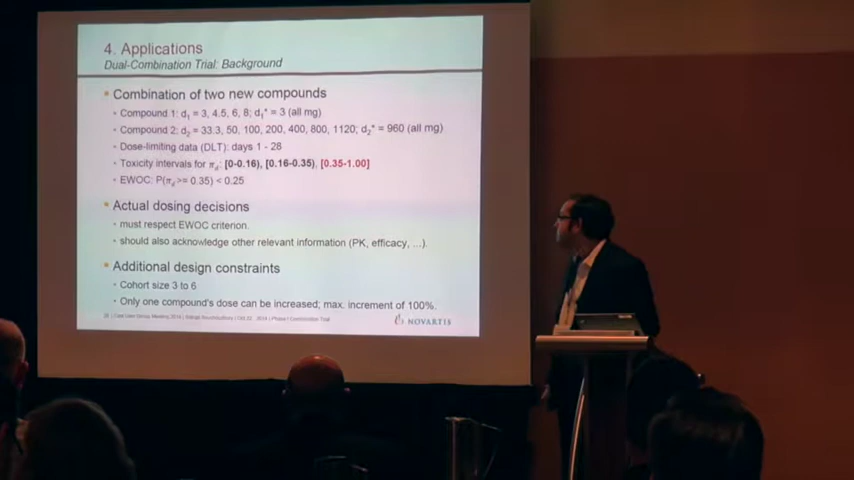 4. Applications
Dual-Combination Trial: Background
Combination of two new compounds
Compound 1: d1 = 3, 4.5, 6, 8; d1* = 3 (all mg)
Compound 2: d2 = 33.3, 50, 100, 200, 400, 800, 1120; d2* = 960 (all mg)
Dose-limiting data (DLT): days 1 - 28
Toxicity intervals for πd: [0-0.16), [0.16-0.35), [0.35-1.00]
EWOC: P(πd >= 0.35) < 0.25
Actual dosing decisions
must respect EWOC criterion.
should also acknowledge other relevant information (PK, efficacy, ...).
Additional design constraints
Cohort size 3 to 6
Only one compound's dose can be increased; max. increment of 100%.
Phase I Combination Trial
NOVARTIS